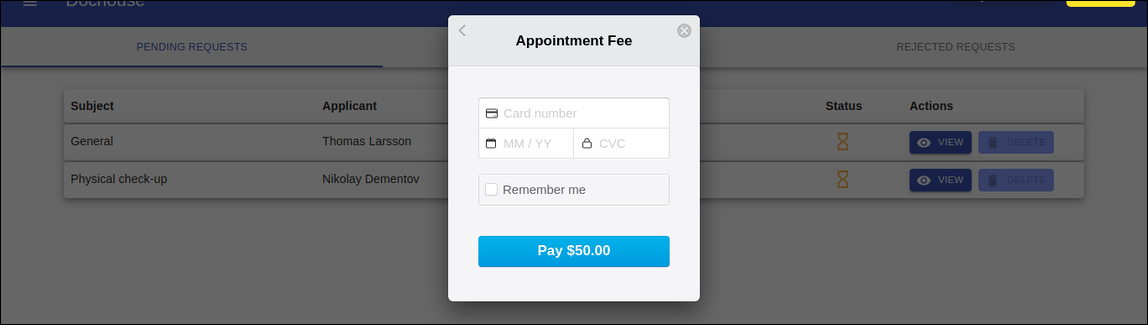 Dochouse
Appointment Fee
PENDING REQUESTS
REJECTED REQUESTS
Subject Applicant Status Actions
Card number
General Thomas Larsson VIEW DELETE
MM / YY CVC
Physical check-up Nikolay Dementov VIEW DELETE
Remember me
Pay $50.00